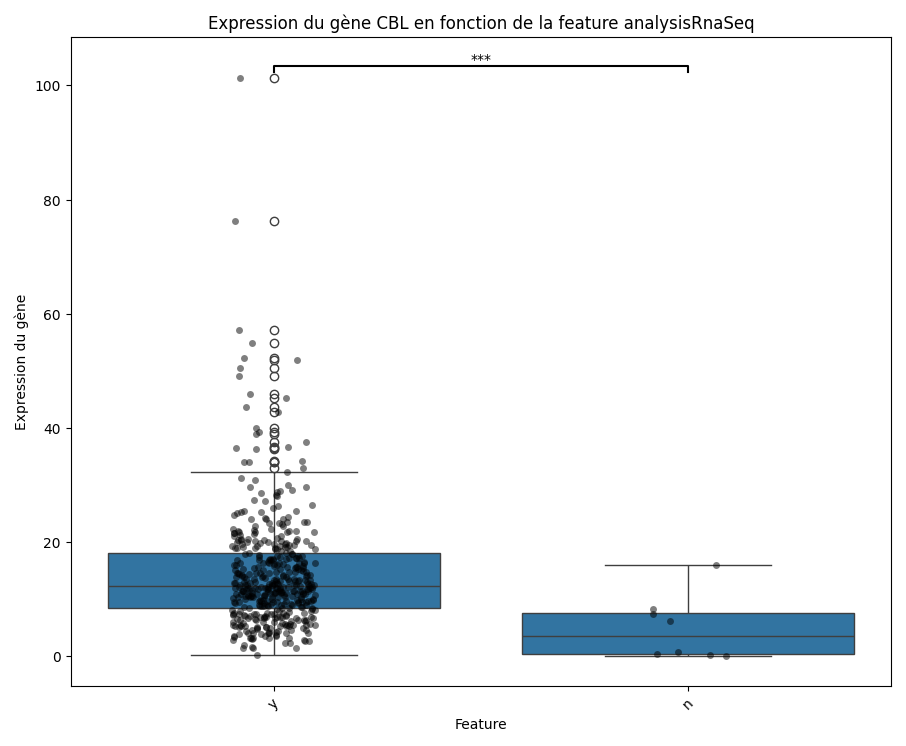 Expression du gène CBL en fonction de la feature analysisRnaSeq
***
100
80
60
40
20
0
Expression du gène
y
n
Feature